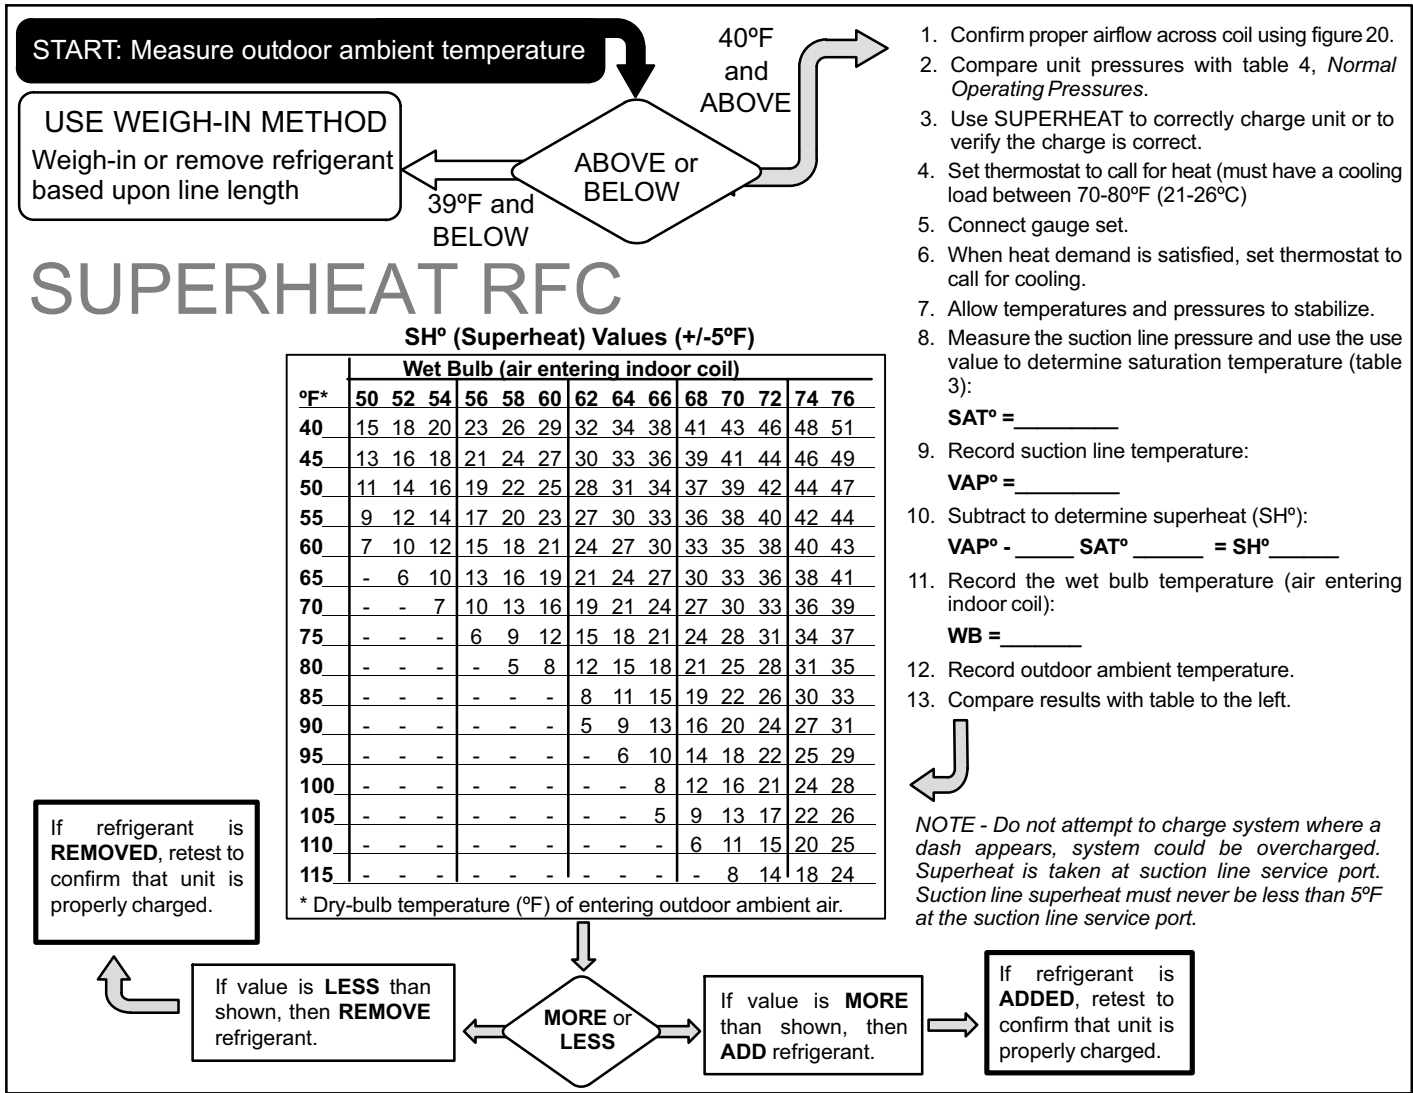 START: Measure outdoor ambient temperature
USE WEIGH-IN METHOD
Weigh-in or remove refrigerant
based upon line length
39ºF and
BELOW
ABOVE or
BELOW
40ºF
and
ABOVE
SUPERHEAT RFC
1. Confirm proper airflow across coil using figure 20.
2. Compare unit pressures with table 4, Normal
Operating Pressures.
3. Use SUPERHEAT to correctly charge unit or to
verify the charge is correct.
4. Set thermostat to call for heat (must have a cooling
load between 70-80ºF (21-26ºC)
5. Connect gauge set.
6. When heat demand is satisfied, set thermostat to
call for cooling.
7. Allow temperatures and pressures to stabilize.
8. Measure the suction line pressure and use the use
value to determine saturation temperature (table
3):
SATº =_________
9. Record suction line temperature:
VAPº =_________
10. Subtract to determine superheat (SHº):
VAPº - _____ SATº ______ = SHº______
11. Record the wet bulb temperature (air entering
indoor coil):
WB =_______
12. Record outdoor ambient temperature.
13. Compare results with table to the left.
SHº (Superheat) Values (+/-5ºF)
Wet Bulb (air entering indoor coil)
ºF* 50 52 54 56 58 60 62 64 66 68 70 72 74 76
40 15 18 20 23 26 29 32 34 38 41 43 46 48 51
45 13 16 18 21 24 27 30 33 36 39 41 44 46 49
50 11 14 16 19 22 25 28 31 34 37 39 42 44 47
55 9 12 14 17 20 23 27 30 33 36 38 40 42 44
60 7 10 12 15 18 21 24 27 30 33 35 38 40 43
65 - 6 10 13 16 19 21 24 27 30 33 36 38 41
70 - - 7 10 13 16 19 21 24 27 30 33 36 39
75 - - - 6 9 12 15 18 21 24 28 31 34 37
80 - - - - 5 8 12 15 18 21 25 28 31 35
85 - - - - - - 8 11 15 19 22 26 30 33
90 - - - - - - 5 9 13 16 20 24 27 31
95 - - - - - - - 6 10 14 18 22 25 29
100 - - - - - - - - 8 12 16 21 24 28
105 - - - - - - - - 5 9 13 17 22 26
110 - - - - - - - - - 6 11 15 20 25
115 - - - - - - - - - - 8 14 18 24
* Dry-bulb temperature (ºF) of entering outdoor ambient air.
NOTE - Do not attempt to charge system where a
dash appears, system could be overcharged.
Superheat is taken at suction line service port.
Suction line superheat must never be less than 5ºF
at the suction line service port.
If refrigerant is
REMOVED, retest to
confirm that unit is
properly charged.
If value is LESS than
shown, then REMOVE
refrigerant.
MORE or
LESS
If value is MORE
than shown, then
ADD refrigerant.
If refrigerant is
ADDED, retest to
confirm that unit is
properly charged.